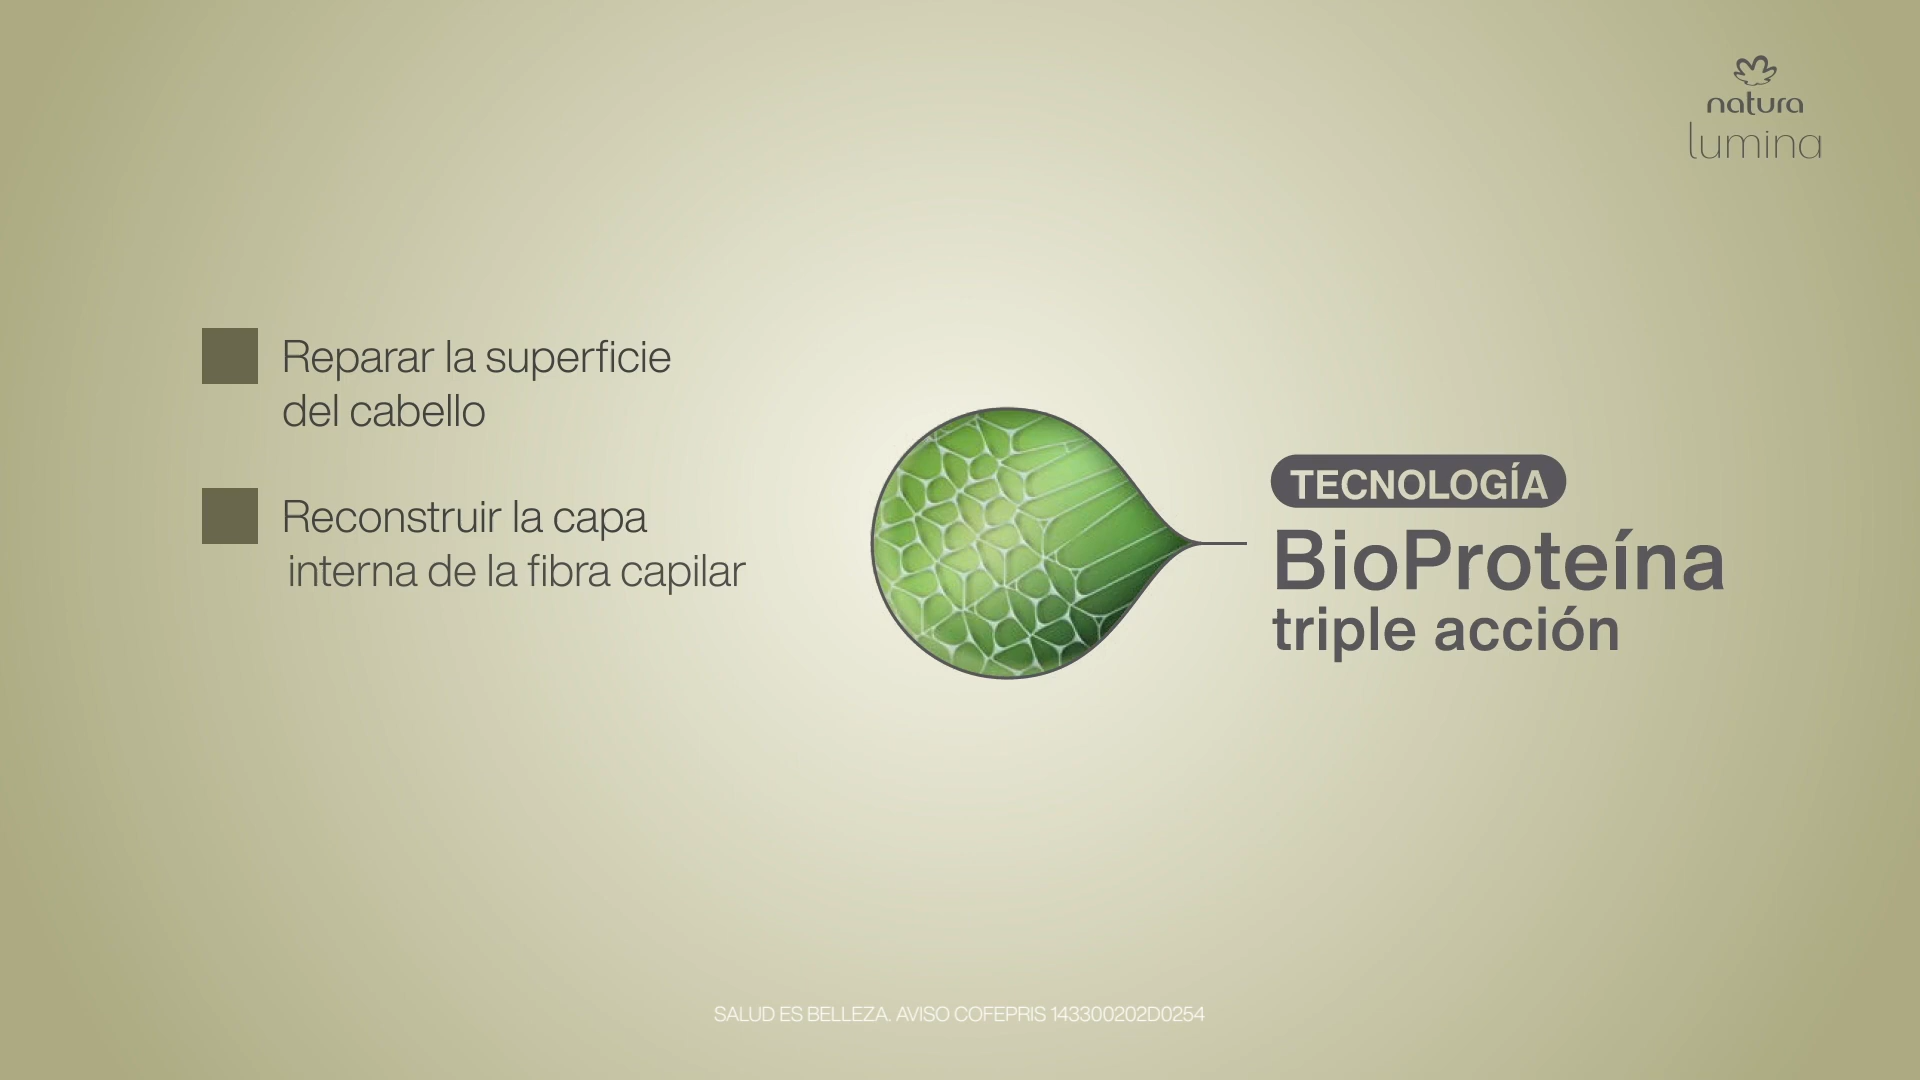 natura
lumina
Reparar la superficie
del cabello
Reconstruir la capa
interna de la fibra capilar
TECNOLOGÍA
BioProteína
triple acción
SALUD ES BELLEZA. AVISO COFEPRIS 143300202D0254